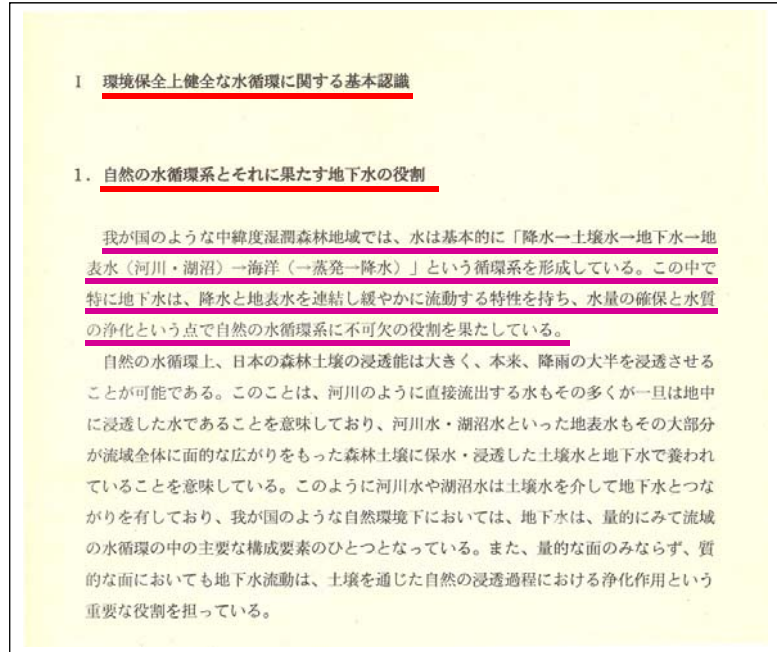 I 環境保全上健全な水循環に関する基本認識
1. 自然の水循環系とそれに果たす地下水の役割
我が国のような中緯度湿潤森林地域では、水は基本的に「降水→土壌水→地下水→地
表水（河川・湖沼）→海洋（→蒸発→降水）」という循環系を形成している。この中で
特に地下水は、降水と地表水を連結し緩やかに流動する特性を持ち、水量の確保と水質
の浄化という点で自然の水循環系に不可欠の役割を果たしている。
自然の水循環上、日本の森林土壌の浸透能は大きく、本来、降雨の大半を浸透させる
ことが可能である。このことは、河川のように直接流出する水もその多くが一旦は地中
に浸透した水であることを意味しており、河川水・湖沼水といった地表水もその大部分
が流域全体に面的な広がりをもった森林土壌に保水・浸透した土壌水と地下水で養われ
ていることを意味している。このように河川水や湖沼水は土壌水を介して地下水とつな
がりを有しており、我が国のような自然環境下においては、地下水は、量的にみて流域
の水循環の中の主要な構成要素のひとつとなっている。また、量的な面のみならず、質
的な面においても地下水流動は、土壌を通じた自然の浸透過程における浄化作用という
重要な役割を担っている。